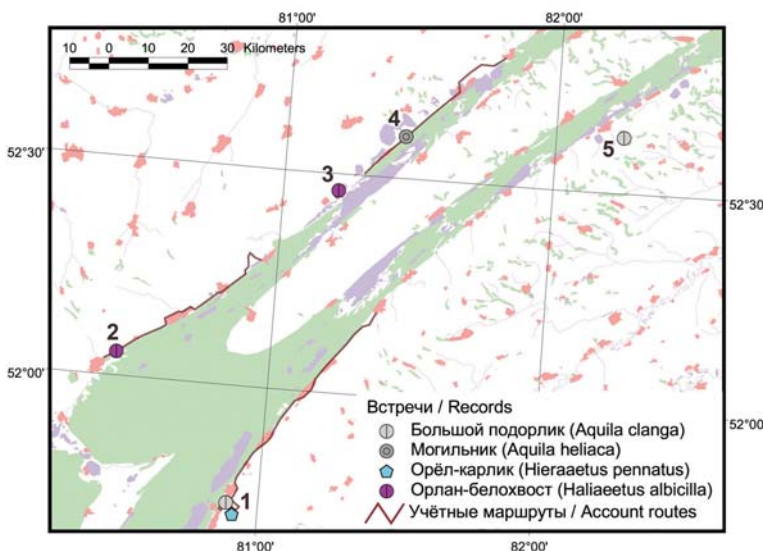 81°00'
82°00'
10 0 10 20 30 Kilometers
4
5
52°30'
3
52°30'
2
52°00'
52°00'
Встречи / Records
Большой подорлик (Aquila clanga)
Могильник (Aquila heliaca)
Орёл-карлик (Hieraaetus pennatus)
Орлан-белохвост (Haliaeetus albicilla)
Учётные маршруты / Account routes
1
81°00'
82°00'